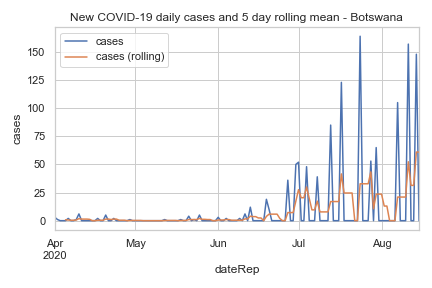 New COVID-19 daily cases and 5 day rolling mean - Botswana
cases
cases (rolling)
150
125
100
75
50
25
0
cases
Apr
2020
May
Jun
Jul
Aug
dateRep